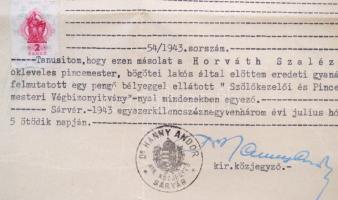 2
54/1943.sorszám.
-----Tanusitom,hogy ezen másolat a Horváth Szaléz
okleveles pincemester, bögötei lakós által előttem eredeti gyaná
felmutatott egy pengő bélyeggel ellátott " Szőlőkezelői és Pince
mesteri Végbizonyitvány"-nyal mindenekben egyező.
Sárvár.-1943 egyezerkilencszáznegyvenhárom évi julius hó
5 ötödik napján.
Dr HANNY ANDOR
SÁRVÁR
kir.közjegyző.-